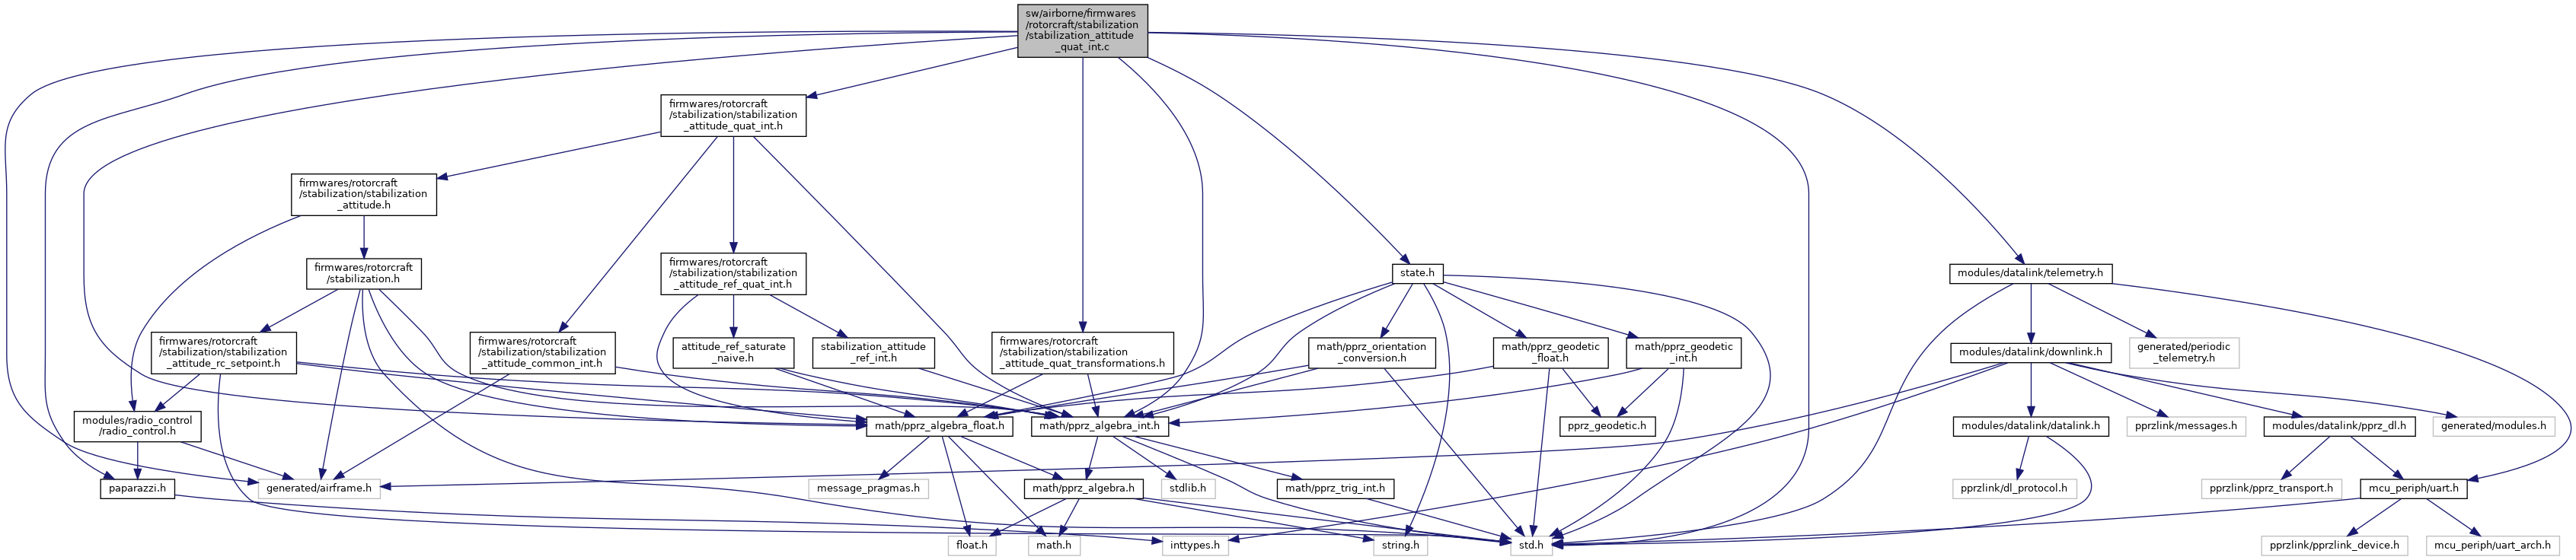 sw/airborne/firmwares
/rotorcraft/stabilization
/stabilization_attitude
_quat_int.c
firmwares/rotorcraft
/stabilization/stabilization
_attitude_quat_int.h
firmwares/rotorcraft
/stabilization/stabilization
_attitude.h
firmwares/rotorcraft
/stabilization.h
firmwares/rotorcraft
/stabilization/stabilization
_attitude_ref_quat_int.h
state.h
modules/datalink/telemetry.h
firmwares/rotorcraft
/stabilization/stabilization
_attitude_rc_setpoint.h
firmwares/rotorcraft
/stabilization/stabilization
_attitude_common_int.h
attitude_ref_saturate
_naive.h
stabilization_attitude
_ref_int.h
firmwares/rotorcraft
/stabilization/stabilization
_attitude_quat_transformations.h
math/pprz_orientation
_conversion.h
math/pprz_geodetic
_float.h
math/pprz_geodetic
_int.h
modules/datalink/downlink.h
generated/periodic
_telemetry.h
modules/radio_control
/radio_control.h
math/pprz_algebra_float.h
math/pprz_algebra_int.h
pprz_geodetic.h
modules/datalink/datalink.h
pprzlink/messages.h
modules/datalink/pprz_dl.h
generated/modules.h
paparazzi.h
generated/airframe.h
message_pragmas.h
math/pprz_algebra.h
stdlib.h
math/pprz_trig_int.h
pprzlink/dl_protocol.h
pprzlink/pprz_transport.h
mcu_periph/uart.h
float.h
math.h
inttypes.h
string.h
std.h
pprzlink/pprzlink_device.h
mcu_periph/uart_arch.h